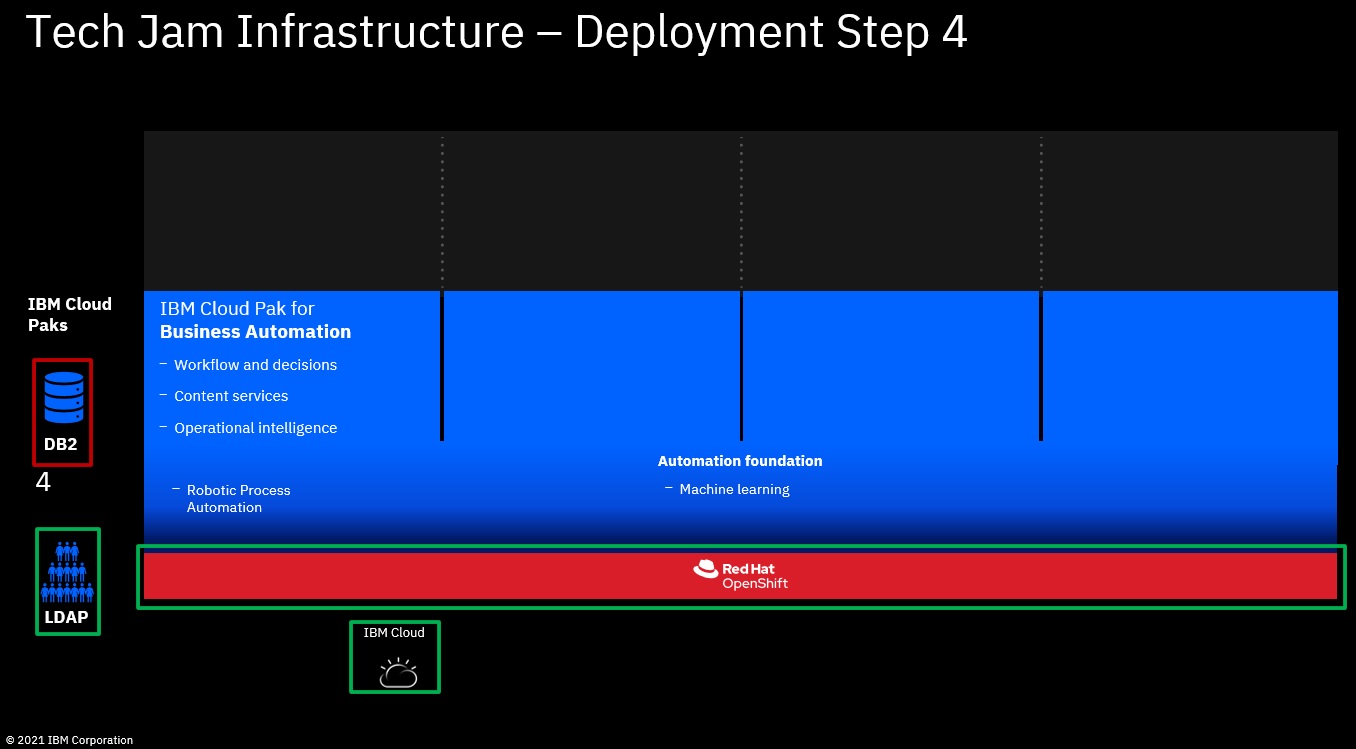 Tech Jam Infrastructure – Deployment Step 4
IBM Cloud
Paks
DB2
4
LDAP
IBM Cloud Pak for
Business Automation
– Workflow and decisions
– Content services
– Operational intelligence
– Robotic Process
Automation
Automation foundation
– Machine learning
Red Hat
OpenShift
IBM Cloud
© 2021 IBM Corporation